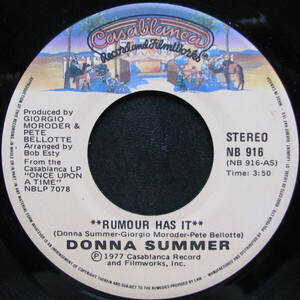 Casablanca
Record and FilmWorks
Produced by
GIORGIO
MORODER &
PETE
BELLOTTE
Arranged by
Bob Esty
From the
Casablanca LP
"ONCE UPON
A TIME"
NBLP 7078
STEREO
NB 916
(NB 916-AS)
Time: 3:50
**RUMOUR HAS IT**
(Donna Summer-Giorgio Moroder-Pete Bellotte)
DONNA SUMMER
Ⓟ1977 Casablanca Record
and Filmworks, Inc.